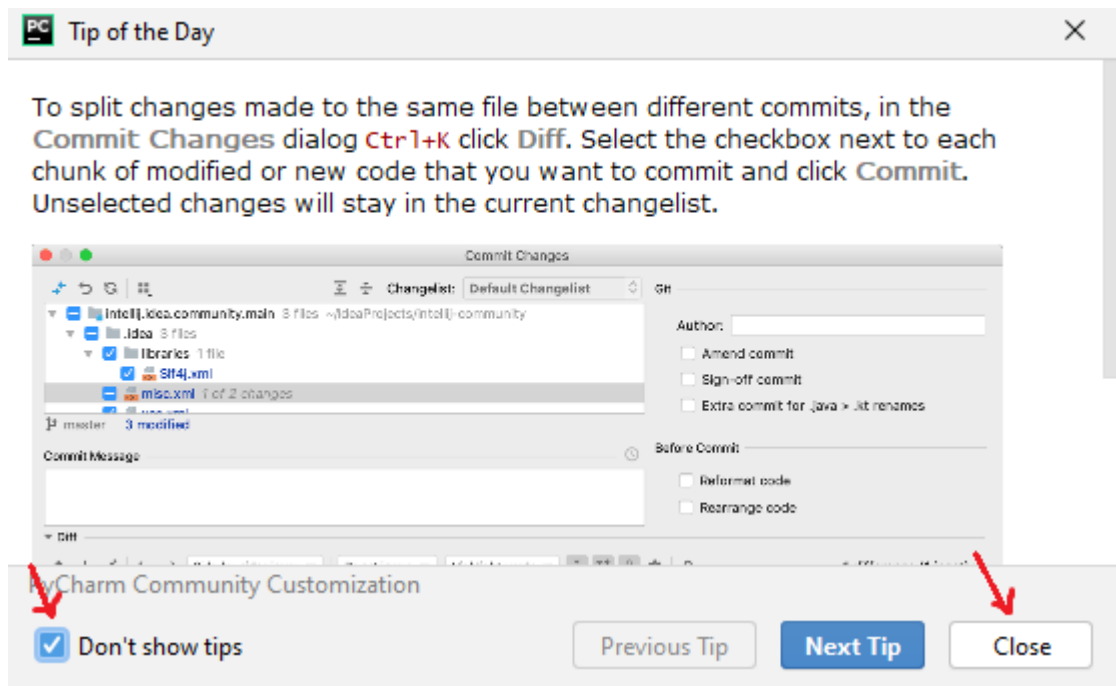 PC Tip of the Day
To split changes made to the same file between different commits, in the
Commit Changes dialog Ctrl+K click Diff. Select the checkbox next to each
chunk of modified or new code that you want to commit and click Commit.
Unselected changes will stay in the current changelist.
Commit Changes
Changelist: Default Changelist
Git
intellij.idea.community.main 3 files ~/IdeaProjects/intellij-community
.idea 3 files
libraries 1 file
Slf4j.xml
misc.xml 1 of 2 changes
master 3 modified
Author:
Amend commit
Sign-off commit
Extra commit for .java > .kt renames
Commit Message
Before Commit
Reformat code
Rearrange code
Diff
PyCharm Community Customization
Don't show tips
Previous Tip
Next Tip
Close